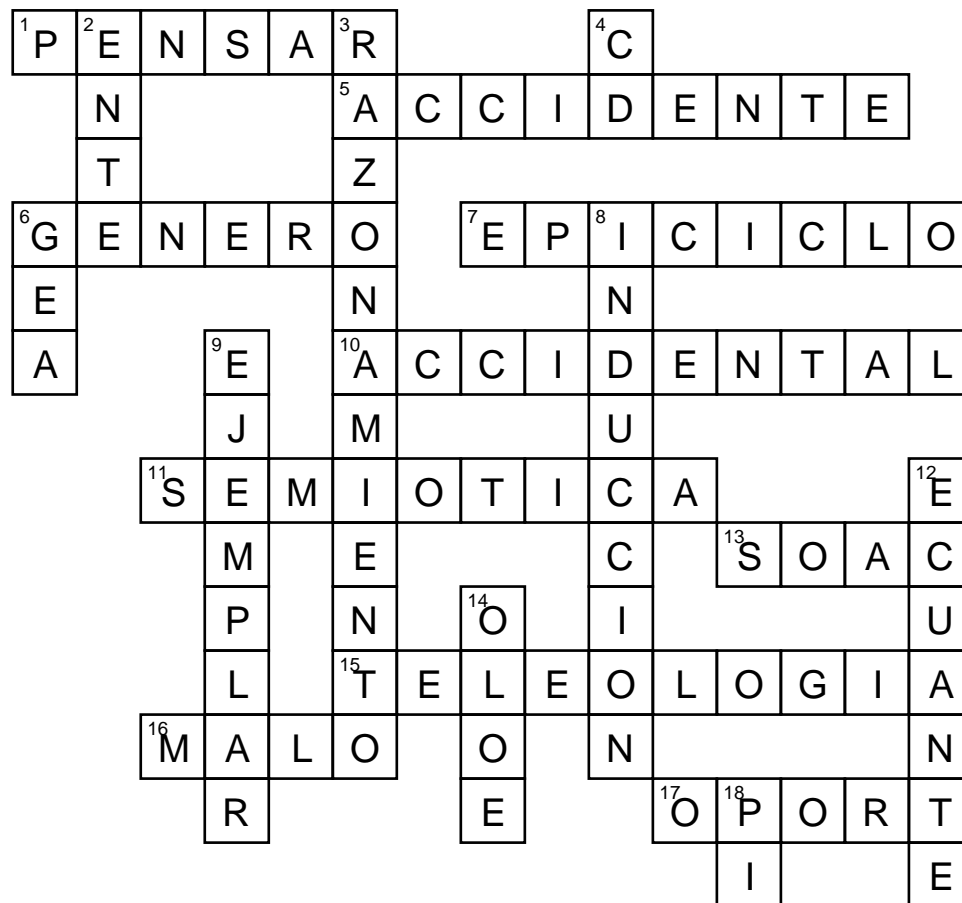 1 P 2 E N S A 3 R 4 C
N 5 A C C I D E N T E
T Z
6 G E N E R O 7 E P 8 I C I C L O
E N N
A 9 E 10 A C C I D E N T A L
J M U
11 S E M I O T I C A 12 E
M E C 13 S O A C
P N 14 O I U
L 15 T E L E O L O G I A
16 M A L O O N N
R E 17 O 18 P O R T
I E